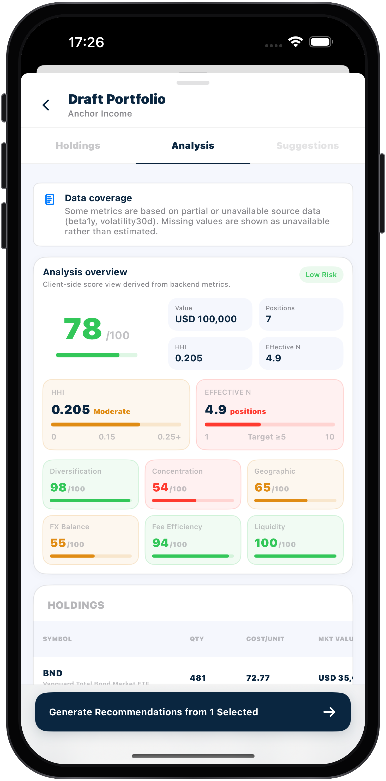 17:26
Draft Portfolio
Anchor Income
Holdings
Analysis
Suggestions
Data coverage
Some metrics are based on partial or unavailable source data
(beta1y, volatility30d). Missing values are shown as unavailable
rather than estimated.
Analysis overview
Low Risk
Client-side score view derived from backend metrics.
78 /100
Value
USD 100,000
Positions
7
HHI
0.205
Effective N
4.9
HHI
0.205 Moderate
0 0.15 0.25+
EFFECTIVE N
4.9 positions
1 Target ≥5 10
Diversification
98/100
Concentration
54/100
Geographic
65/100
FX Balance
55/100
Fee Efficiency
94/100
Liquidity
100/100
HOLDINGS
SYMBOL QTY COST/UNIT MKT VALU
BND
481 72.77 USD 35,
Vanguard Total Bond Market ETF
Generate Recommendations from 1 Selected